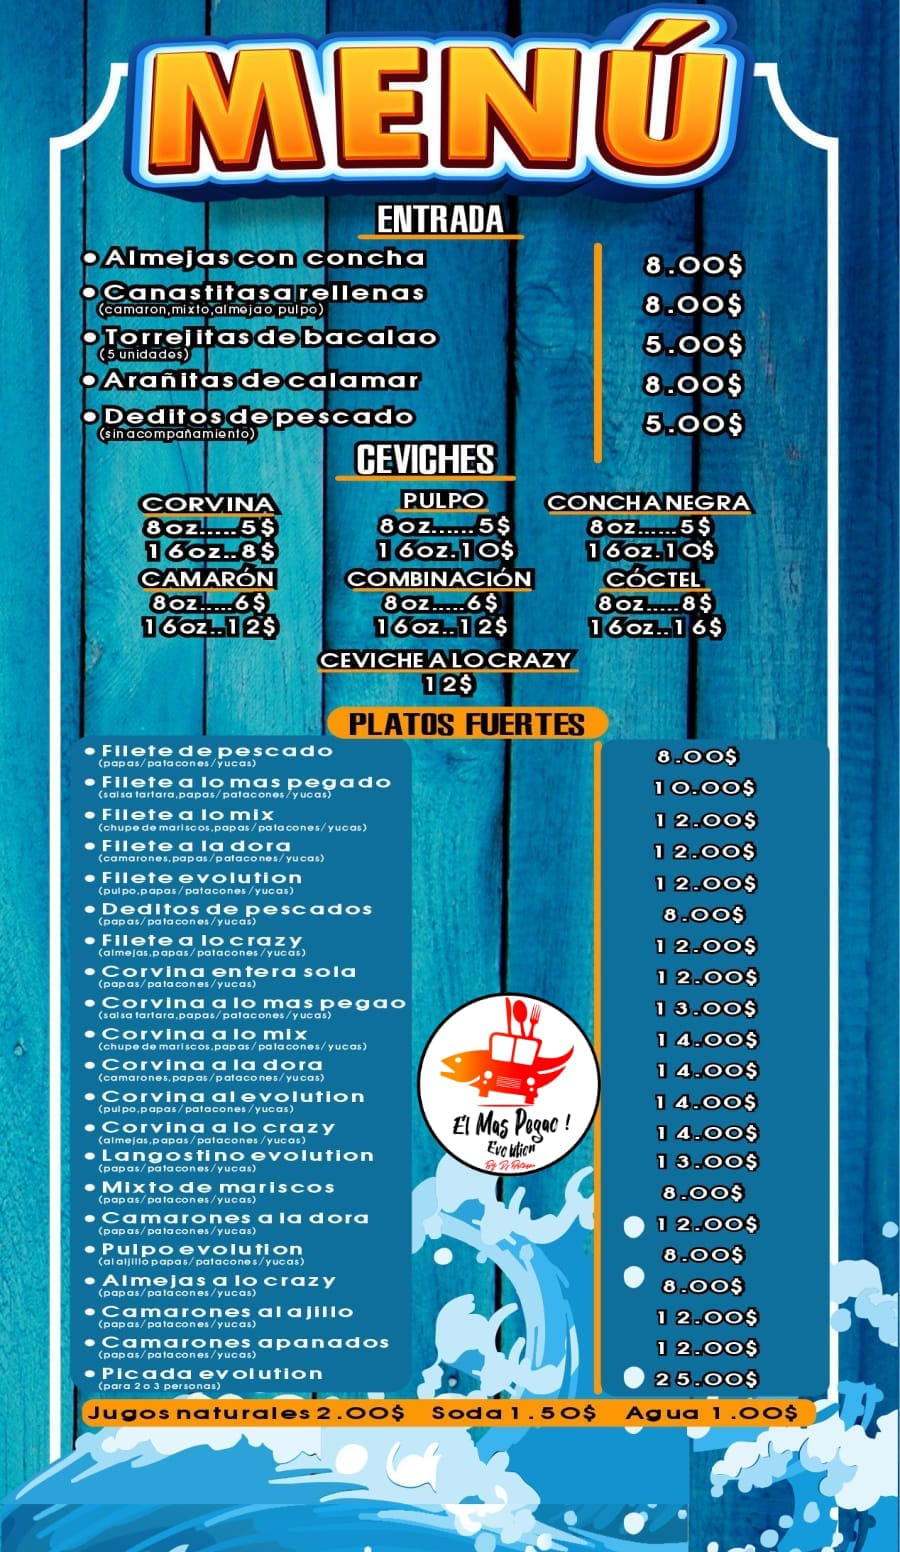 MENÚ
ENTRADA
• Almejas con concha 8.00$
• Canastitas a rellenas 8.00$
(camaron,mixto,almeja o pulpo)
• Torrejitas de bacalao 5.00$
(5 unidades)
• Arañitas de calamar 8.00$
• Deditos de pescado 5.00$
(sin acompañamiento)
CEVICHES
CORVINA PULPO CONCHA NEGRA
8oz.....5$ 8oz......5$ 8oz......5$
16oz..8$ 16oz.10$ 16oz.10$
CAMARÓN COMBINACIÓN CÓCTEL
8oz.....6$ 8oz.....6$ 8oz.....8$
16oz..12$ 16oz..12$ 16oz..16$
CEVICHE A LO CRAZY
12$
PLATOS FUERTES
• Filete de pescado 8.00$
(papas/patacones/yucas)
• Filete a lo mas pegado 10.00$
(salsa tartara,papas/patacones/yucas)
• Filete a lo mix 12.00$
(chupe de mariscos,papas/patacones/yucas)
• Filete a la dora 12.00$
(camarones,papas/patacones/yucas)
• Filete evolution 12.00$
(pulpo,papas/patacones/yucas)
• Deditos de pescados 8.00$
(papas/patacones/yucas)
• Filete a lo crazy 12.00$
(almejas,papas/patacones/yucas)
• Corvina entera sola 12.00$
(papas/patacones/yucas)
• Corvina a lo mas pegao 13.00$
(salsa tartara,papas/patacones/yucas)
• Corvina a lo mix 14.00$
(chupe de mariscos,papas/patacones/yucas)
• Corvina a la dora 14.00$
(camarones,papas/patacones/yucas)
• Corvina al evolution 14.00$
(pulpo,papas/patacones/yucas)
• Corvina a lo crazy 14.00$
(almejas,papas/patacones/yucas)
• Langostino evolution 13.00$
(papas/patacones/yucas)
• Mixto de mariscos 8.00$
(papas/patacones/yucas)
• Camarones a la dora 12.00$
(papas/patacones/yucas)
• Pulpo evolution 8.00$
(al aljillo papas/patacones/yucas)
• Almejas a lo crazy 8.00$
(papas/patacones/yucas)
• Camarones al ajillo 12.00$
(papas/patacones/yucas)
• Camarones apanados 12.00$
(papas/patacones/yucas)
• Picada evolution 25.00$
(para 2 o 3 personas)
El Mas Pegao !
Evolution
By Dj
Jugos naturales 2.00$ Soda 1.50$ Agua 1.00$